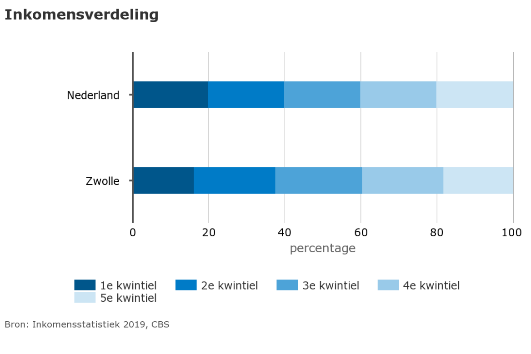 Inkomensverdeling
Nederland
Zwolle
0 20 40 60 80 100
percentage
1e kwintiel 2e kwintiel 3e kwintiel 4e kwintiel
5e kwintiel
Bron: Inkomensstatistiek 2019, CBS